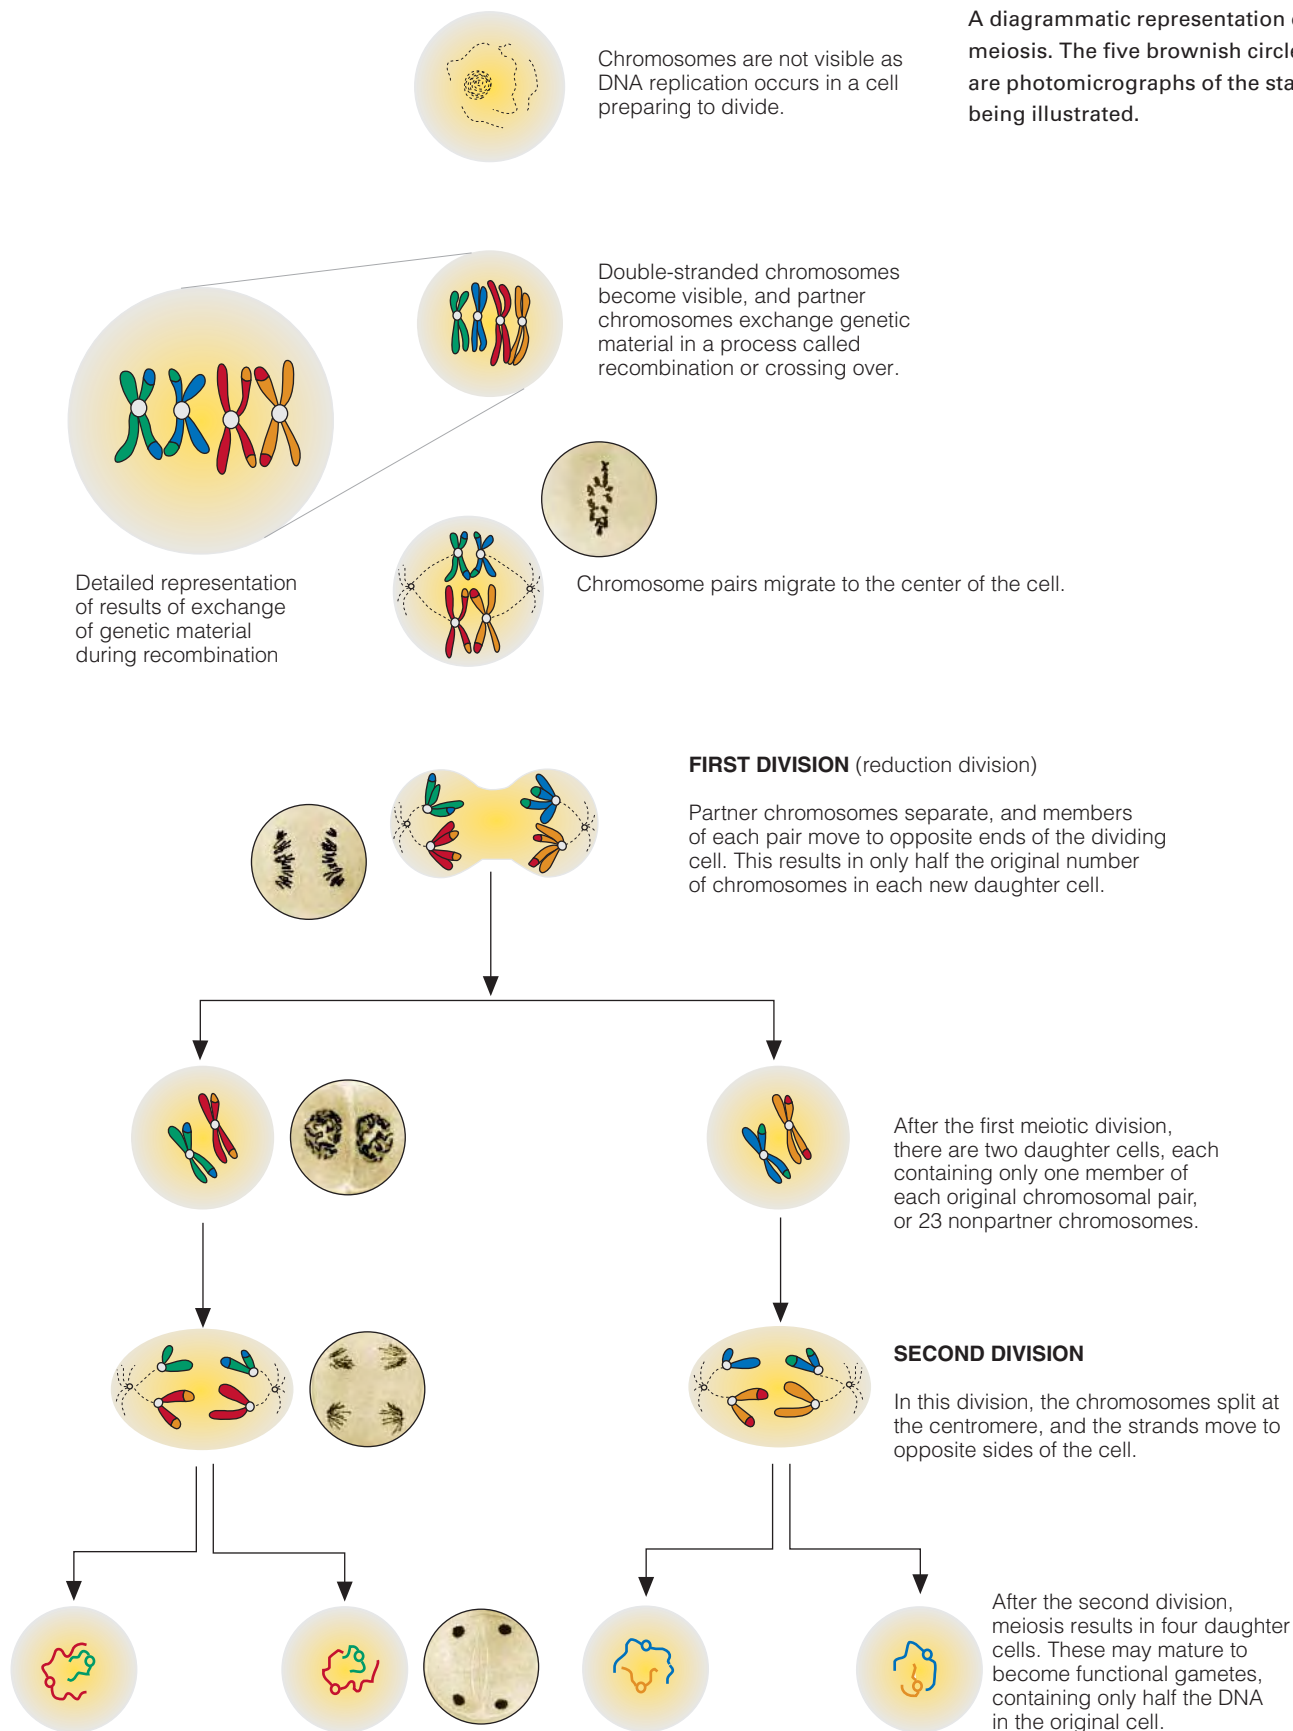 A diagrammatic representation
meiosis. The five brownish
are photomicrographs of the
being illustrated.
Chromosomes are not visible as
DNA replication occurs in a cell
preparing to divide.
Double-stranded chromosomes
become visible, and partner
chromosomes exchange genetic
material in a process called
recombination or crossing over.
Detailed representation
of results of exchange
of genetic material
during recombination
Chromosome pairs migrate to the center of the cell.
FIRST DIVISION (reduction division)
Partner chromosomes separate, and members
of each pair move to opposite ends of the dividing
cell. This results in only half the original number
of chromosomes in each new daughter cell.
After the first meiotic division,
there are two daughter cells, each
containing only one member of
each original chromosomal pair,
or 23 nonpartner chromosomes.
SECOND DIVISION
In this division, the chromosomes split at
the centromere, and the strands move to
opposite sides of the cell.
After the second division,
meiosis results in four daughter
cells. These may mature to
become functional gametes,
containing only half the DNA
in the original cell.